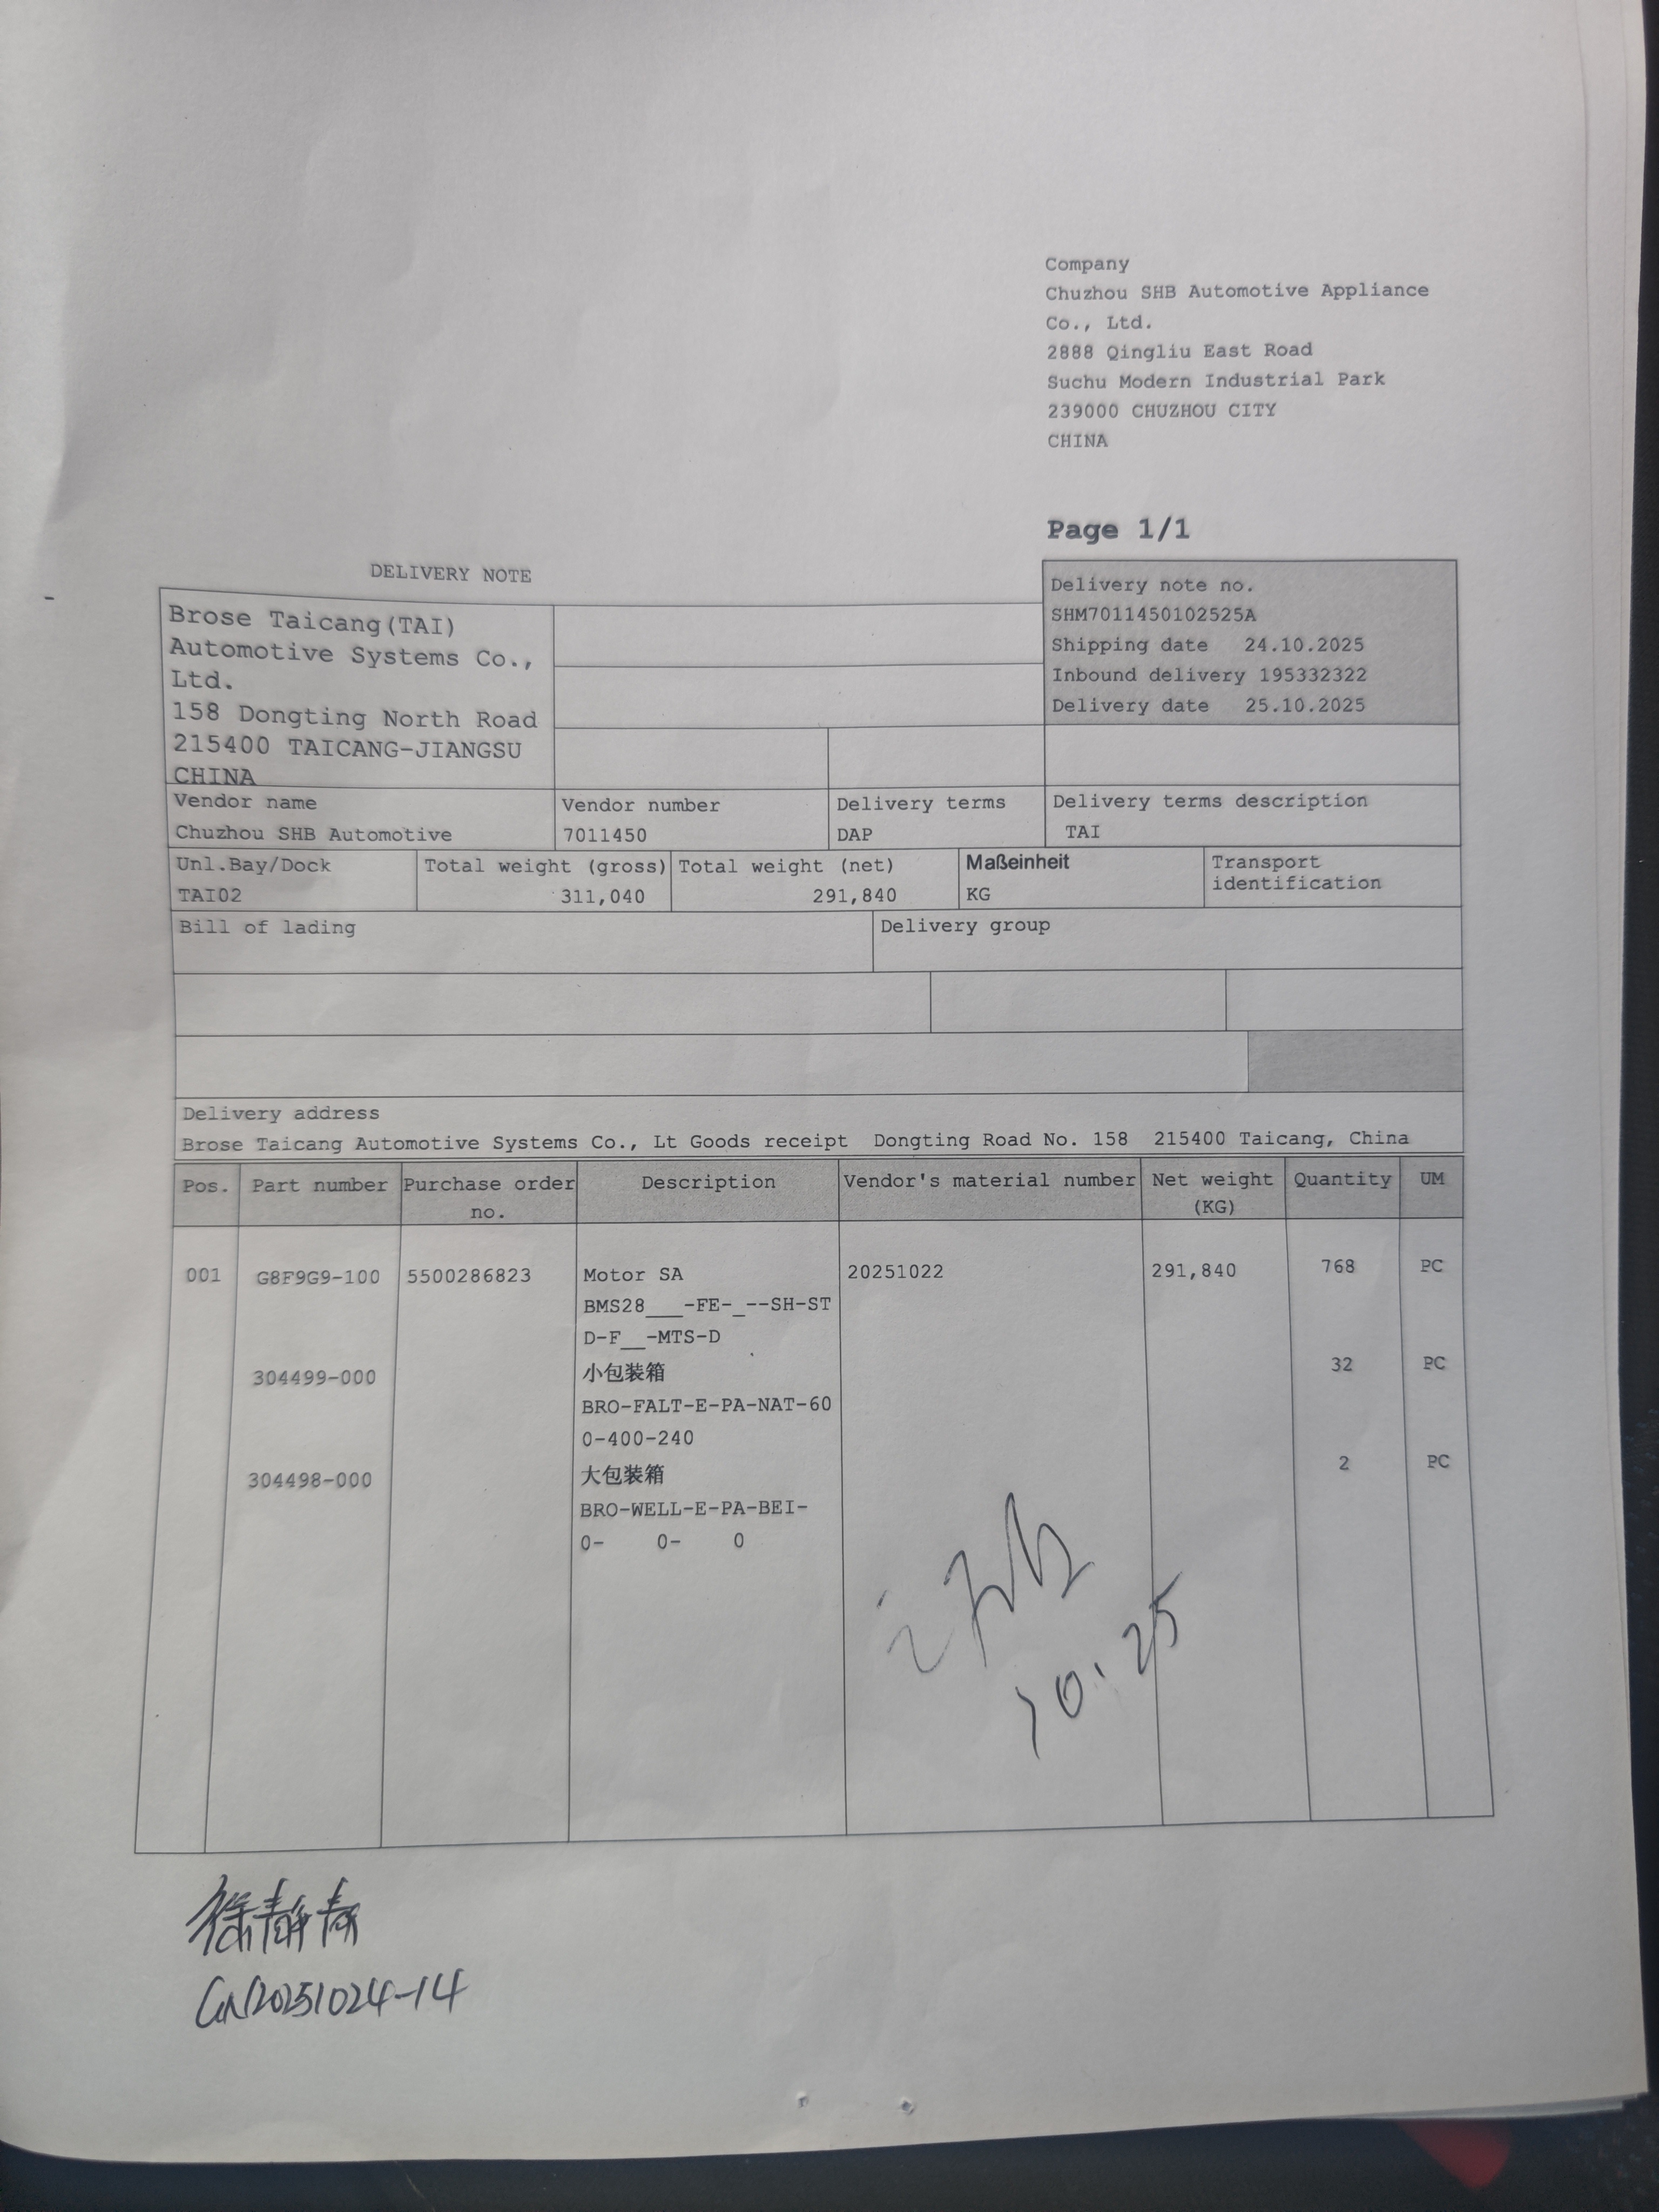 Company
Chuzhou SHB Automotive Appliance
Co., Ltd.
2888 Qingliu East Road
Suchu Modern Industrial Park
239000 CHUZHOU CITY
CHINA
Page 1/1
DELIVERY NOTE
Brose Taicang(TAI)
Automotive Systems Co.,
Ltd.
158 Dongting North Road
215400 TAICANG-JIANGSU
CHINA
Delivery note no.
SHM7011450102525A
Shipping date 24.10.2025
Inbound delivery 195332322
Delivery date 25.10.2025
Vendor name Vendor number Delivery terms Delivery terms description
Chuzhou SHB Automotive 7011450 DAP TAI
Unl.Bay/Dock Total weight (gross) Total weight (net) Maßeinheit Transport identification
TAI02 311,040 291,840 KG
Bill of lading Delivery group
Delivery address
Brose Taicang Automotive Systems Co., Lt Goods receipt Dongting Road No. 158 215400 Taicang, China
Pos. Part number Purchase order no. Description Vendor's material number Net weight (KG) Quantity UM
001 G8F9G9-100 5500286823 Motor SA 20251022 291,840 768 PC
BMS28___-FE-_--SH-ST
D-F__-MTS-D
304499-000 小包装箱 32 PC
BRO-FALT-E-PA-NAT-60
0-400-240
304498-000 大包装箱 2 PC
BRO-WELL-E-PA-BEI-
0- 0- 0
10.25
徐静静
CN20251024-14